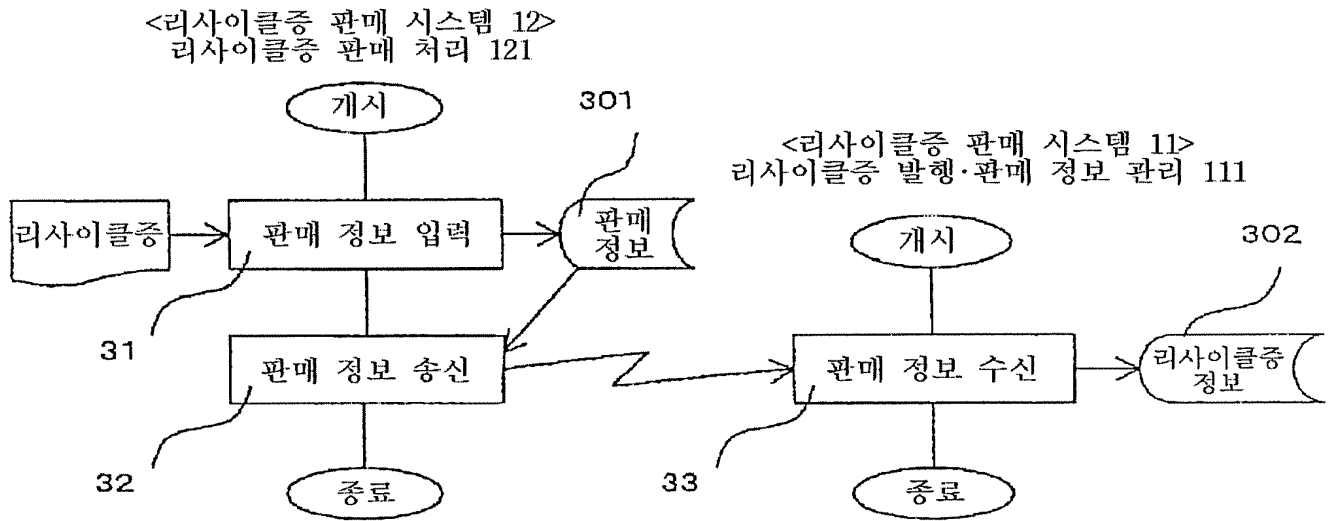 <리사이클증 판매 시스템 12>
리사이클증 판매 처리 121
개시
301
리사이클증
판매 정보 입력
판매
정보
31
판매 정보 송신
32
종료
<리사이클증 판매 시스템 11>
리사이클증 발행·판매 정보 관리 111
개시
302
판매 정보 수신
리사이클증
정보
33
종료